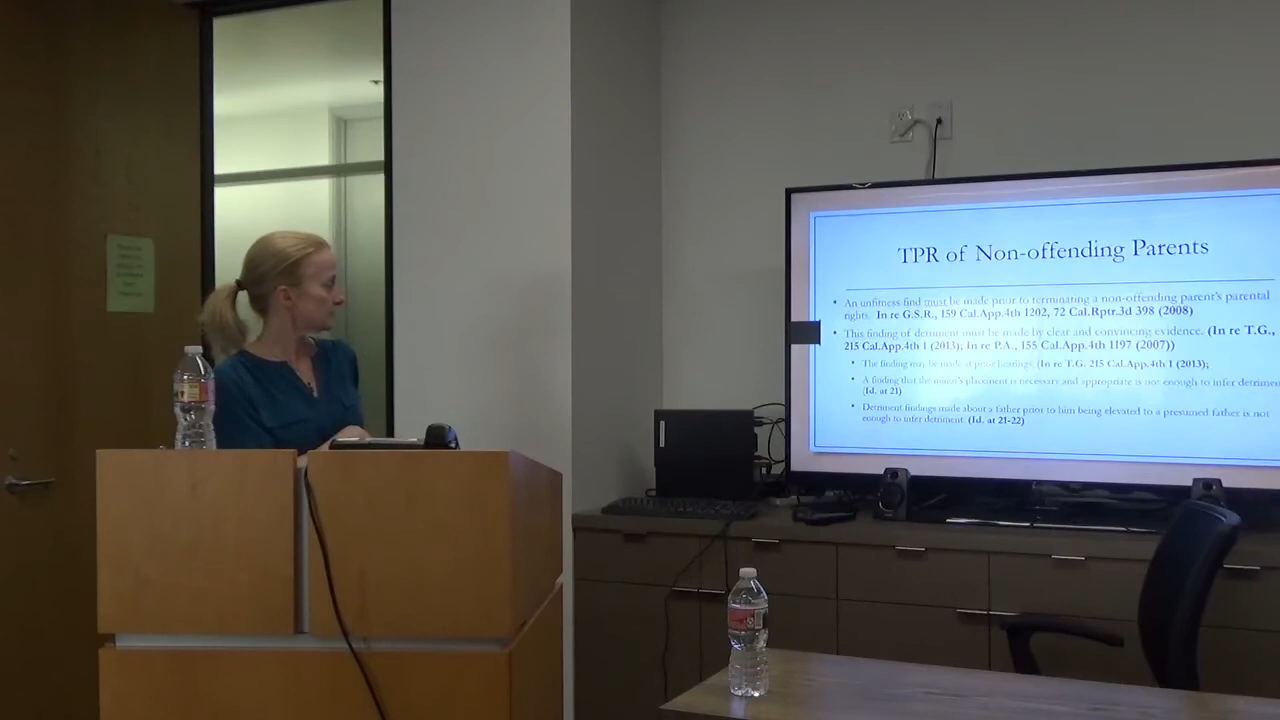 TPR of Non-offending Parents
• An unfitness find must be made prior to terminating a non-offending parent's parental
rights. In re G.S.R., 159 Cal.App.4th 1202, 72 Cal.Rptr.3d 398 (2008)
• This finding of detriment must be made by clear and convincing evidence. (In re T.G.,
215 Cal.App.4th 1 (2013); In re P.A., 155 Cal.App.4th 1197 (2007))
• The finding may be made at prior hearings. (In re T.G. 215 Cal.App.4th 1 (2013);
• A finding that the minor's placement is necessary and appropriate is not enough to infer detriment
(Id. at 21)
• Detriment findings made about a father prior to him being elevated to a presumed father is not
enough to infer detriment. (Id. at 21-22)